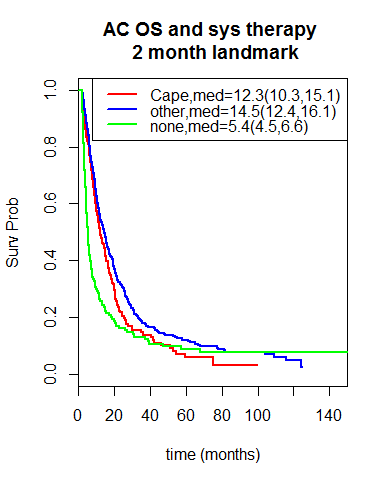 AC OS and sys therapy
2 month landmark
Cape,med=12.3(10.3,15.1)
other,med=14.5(12.4,16.1)
none,med=5.4(4.5,6.6)
Surv Prob
1.0
0.8
0.6
0.4
0.2
0.0
0 20 40 60 80 100 140
time (months)